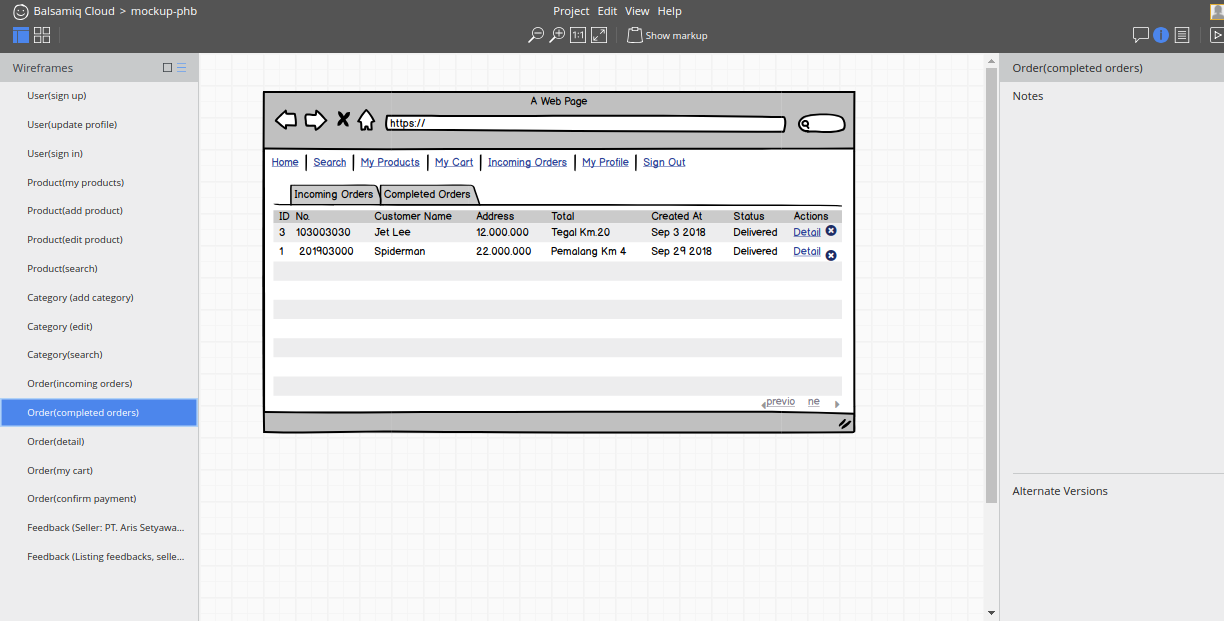 Balsamiq Cloud > mockup-phb
Project Edit View Help
1:1
Show markup
Wireframes
User(sign up)
User(update profile)
User(sign in)
Product(my products)
Product(add product)
Product(edit product)
Product(search)
Category (add category)
Category (edit)
Category(search)
Order(incoming orders)
Order(completed orders)
Order(detail)
Order(my cart)
Order(confirm payment)
Feedback (Seller: PT. Aris Setyawa...
Feedback (Listing feedbacks, selle...
A Web Page
https://
Home Search My Products My Cart Incoming Orders My Profile Sign Out
Incoming Orders Completed Orders
ID No. Customer Name Address Total Created At Status Actions
3 103003030 Jet Lee 12.000.000 Tegal Km.20 Sep 3 2018 Delivered Detail
1 201903000 Spiderman 22.000.000 Pemalang Km 4 Sep 29 2018 Delivered Detail
previo ne
Order(completed orders)
Notes
Alternate Versions